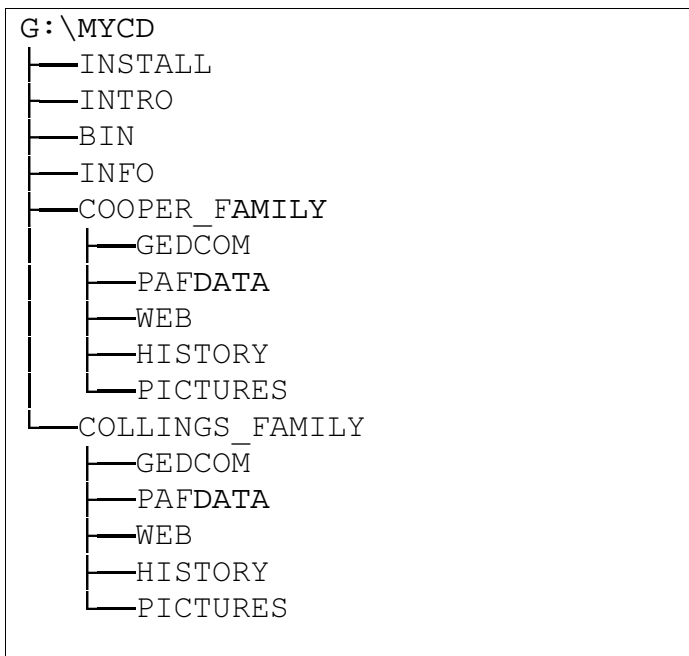 G:\MYCD
├──INSTALL
├──INTRO
├──BIN
├──INFO
├──COOPER_FAMILY
│  ├──GEDCOM
│  ├──PAFDATA
│  ├──WEB
│  ├──HISTORY
│  └──PICTURES
└──COLLINGS_FAMILY
   ├──GEDCOM
   ├──PAFDATA
   ├──WEB
   ├──HISTORY
   └──PICTURES